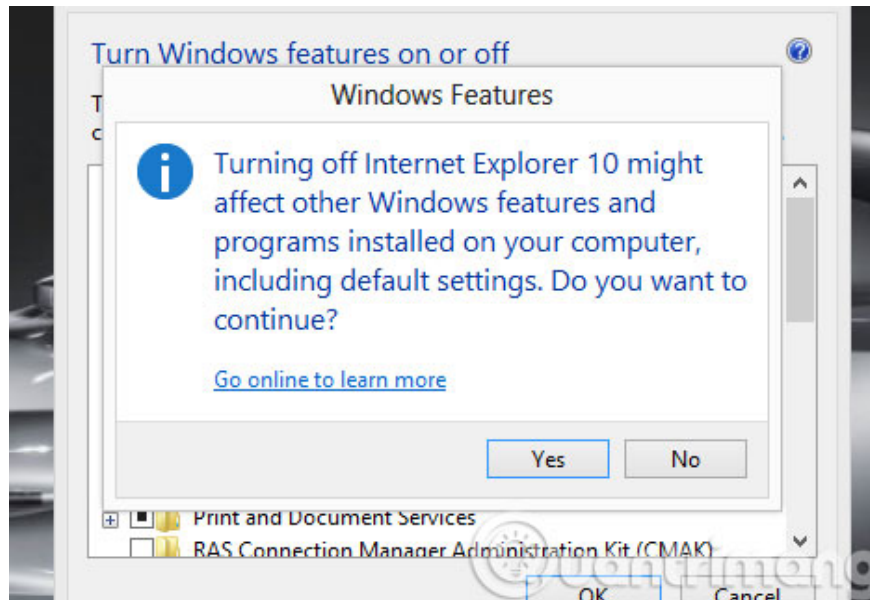 Turn Windows features on or off
Windows Features
Turning off Internet Explorer 10 might
affect other Windows features and
programs installed on your computer,
including default settings. Do you want to
continue?
Go online to learn more
Yes No
Print and Document Services
RAS Connection Manager Administration Kit (CMAK)
Quantrimang
OK Cancel